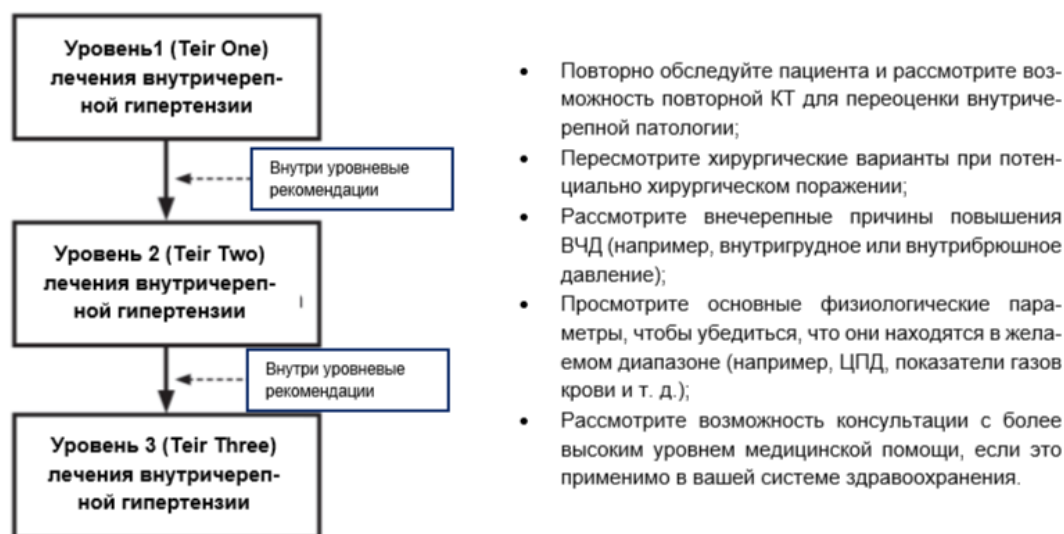 Уровень1 (Teir One)
лечения внутричереп-
ной гипертензии
Внутри уровневые
рекомендации
Уровень 2 (Teir Two)
лечения внутричереп-
ной гипертензии
Внутри уровневые
рекомендации
Уровень 3 (Teir Three)
лечения внутричереп-
ной гипертензии
• Повторно обследуйте пациента и рассмотрите воз-
можность повторной КТ для переоценки внутриче-
репной патологии;
• Пересмотрите хирургические варианты при потен-
циально хирургическом поражении;
• Рассмотрите внечерепные причины повышения
ВЧД (например, внутригрудное или внутрибрюшное
давление);
• Просмотрите основные физиологические пара-
метры, чтобы убедиться, что они находятся в жела-
емом диапазоне (например, ЦПД, показатели газов
крови и т. д.);
• Рассмотрите возможность консультации с более
высоким уровнем медицинской помощи, если это
применимо в вашей системе здравоохранения.